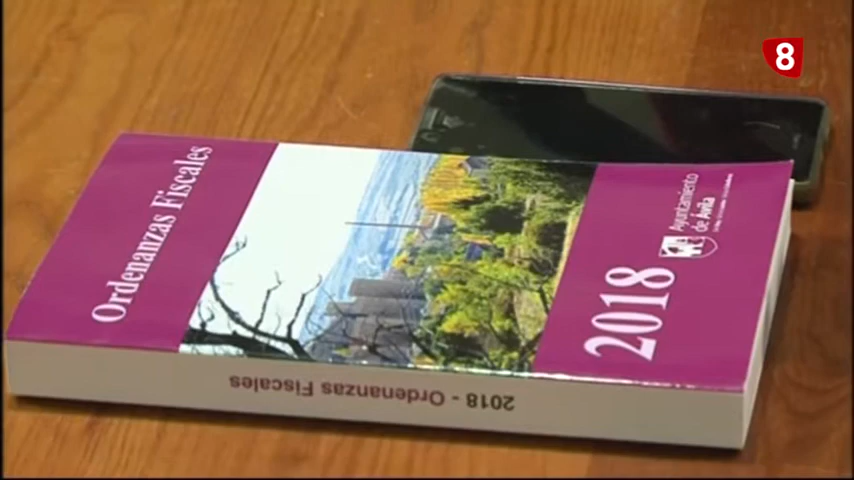 8
Ordenanzas Fiscales
2018
Ayuntamiento
de Ávila
2018 - Ordenanzas Fiscales